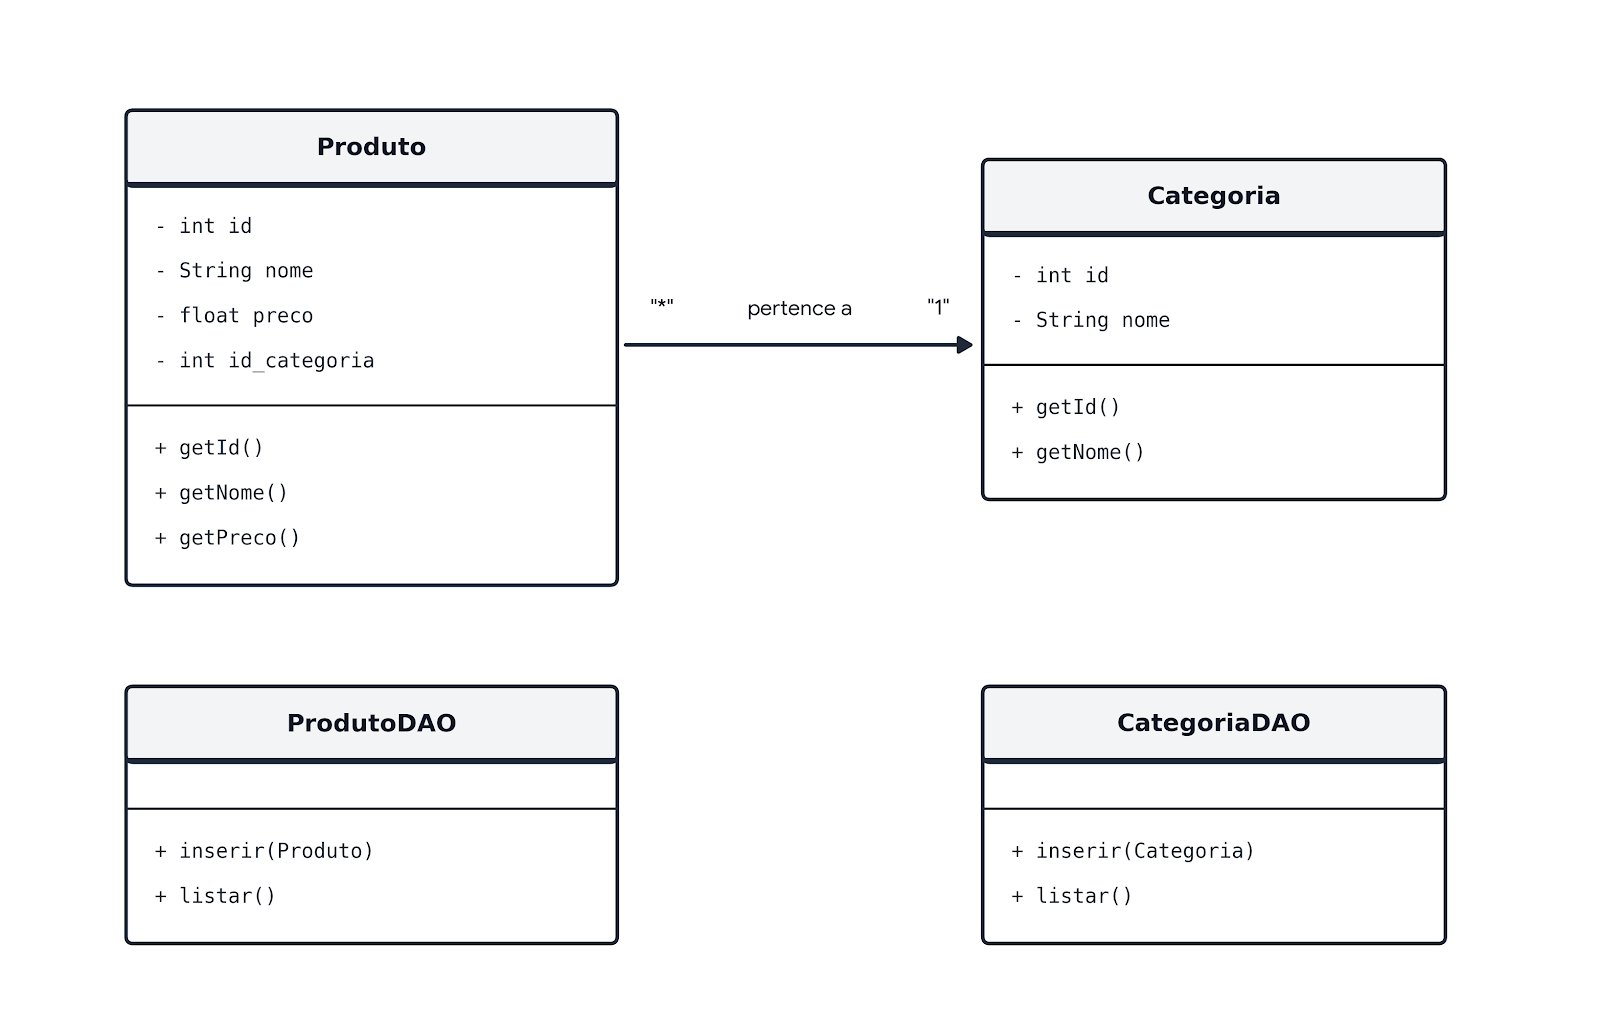 Produto
- int id
- String nome
- float preco
- int id_categoria
+ getId()
+ getNome()
+ getPreco()
"*" pertence a "1"
Categoria
- int id
- String nome
+ getId()
+ getNome()
ProdutoDAO
+ inserir(Produto)
+ listar()
CategoriaDAO
+ inserir(Categoria)
+ listar()